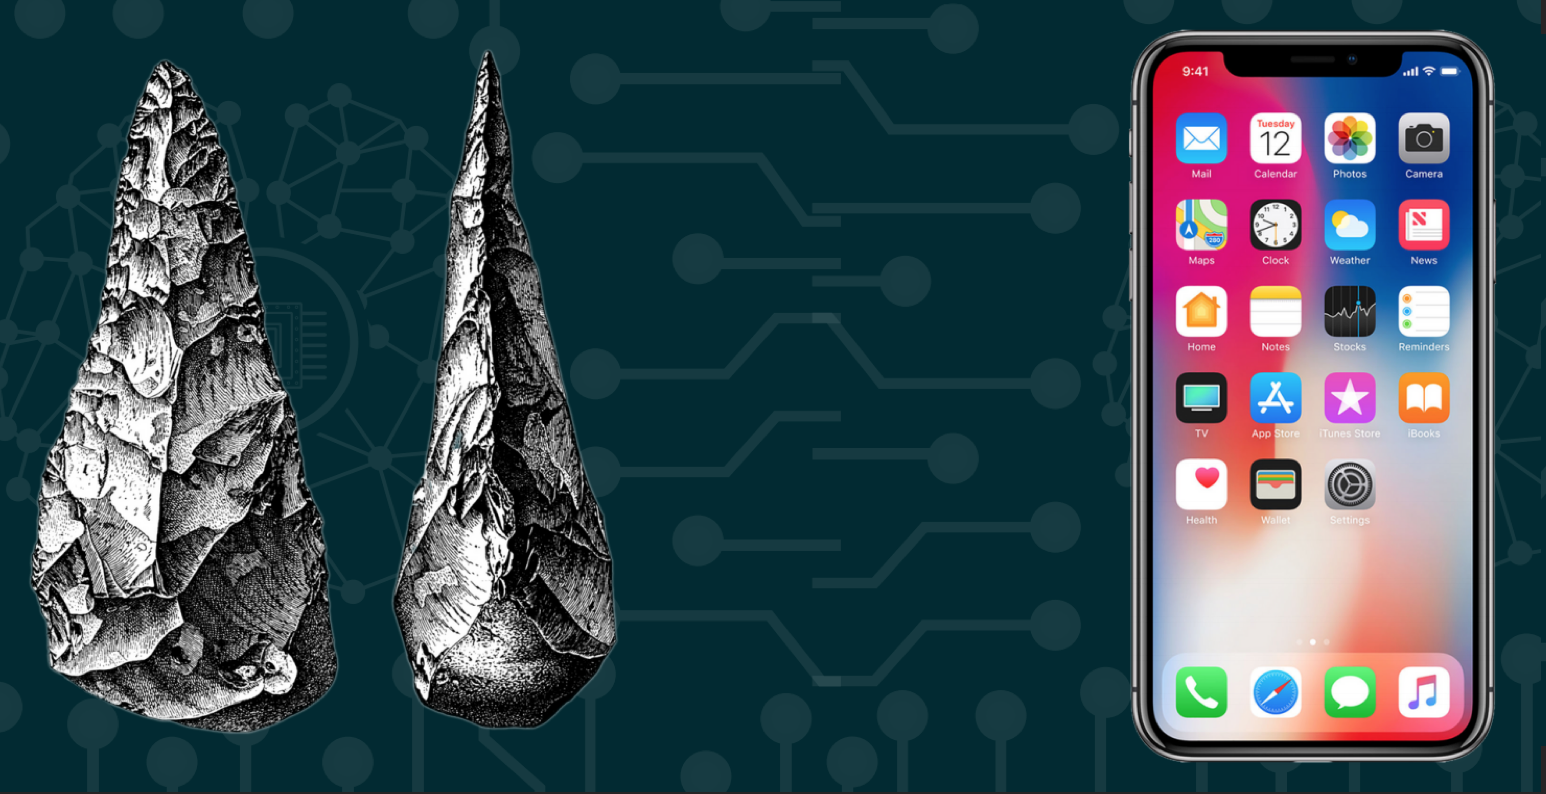 9:41
Tuesday
12
Mail
Calendar
Photos
Camera
280
Maps
Clock
Weather
News
Home
Notes
Stocks
Reminders
TV
App Store
iTunes Store
iBooks
Health
Wallet
Settings